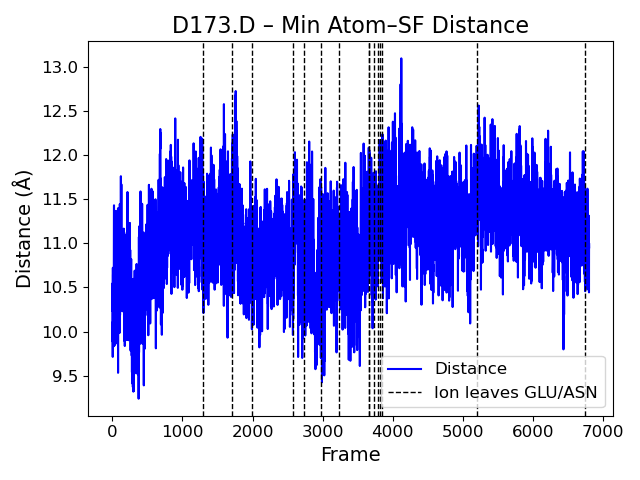 D173.D – Min Atom–SF Distance
Distance (Å)
13.0
12.5
12.0
11.5
11.0
10.5
10.0
9.5
Distance
Ion leaves GLU/ASN
0 1000 2000 3000 4000 5000 6000 7000
Frame